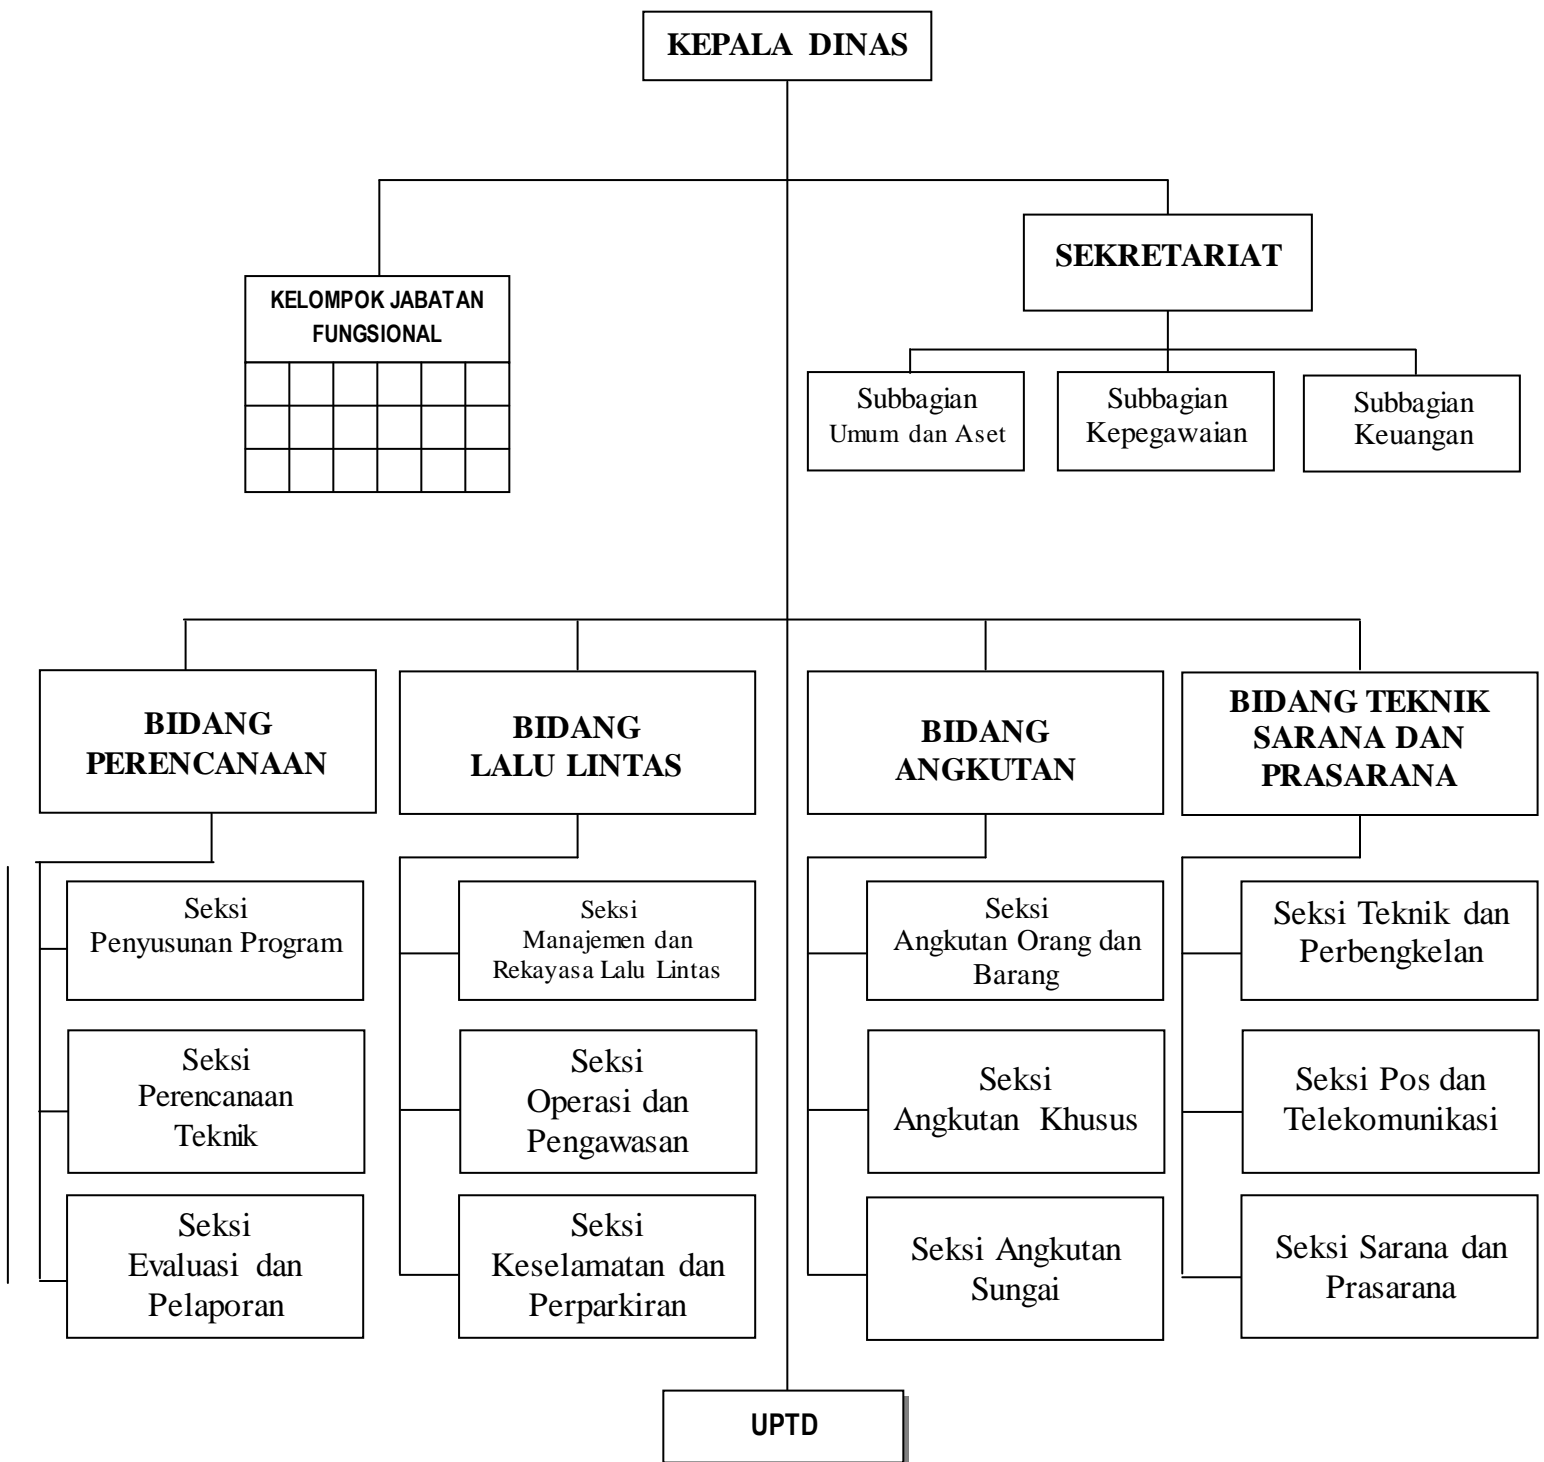 KEPALA DINAS
SEKRETARIAT
KELOMPOK JABATAN
FUNGSIONAL
Subbagian
Umum dan Aset
Subbagian
Kepegawaian
Subbagian
Keuangan
BIDANG
PERENCANAAN
BIDANG
LALU LINTAS
BIDANG
ANGKUTAN
BIDANG TEKNIK
SARANA DAN
PRASARANA
Seksi
Penyusunan Program
Seksi
Manajemen dan
Rekayasa Lalu Lintas
Seksi
Angkutan Orang dan
Barang
Seksi Teknik dan
Perbengkelan
Seksi
Perencanaan
Teknik
Seksi
Operasi dan
Pengawasan
Seksi
Angkutan Khusus
Seksi Pos dan
Telekomunikasi
Seksi
Evaluasi dan
Pelaporan
Seksi
Keselamatan dan
Perparkiran
Seksi Angkutan
Sungai
Seksi Sarana dan
Prasarana
UPTD